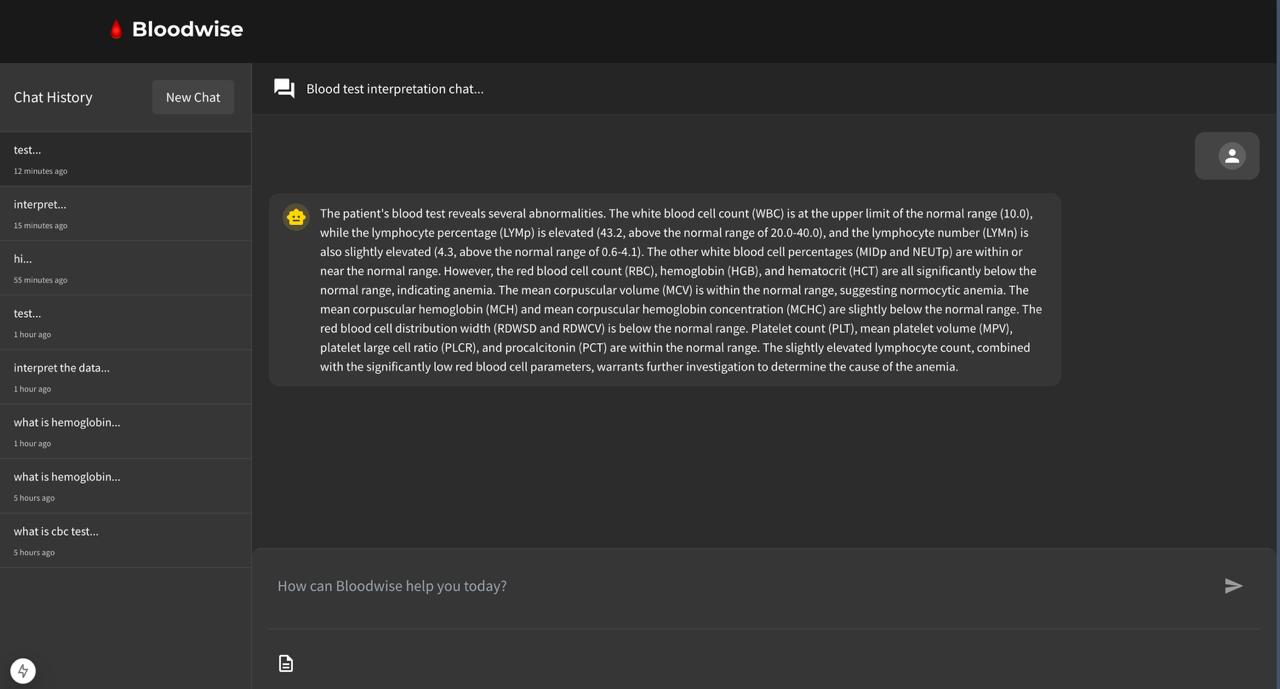 Bloodwise
Chat History
New Chat
Blood test interpretation chat...
test...
12 minutes ago
interpret...
15 minutes ago
hi...
55 minutes ago
test...
1 hour ago
interpret the data...
1 hour ago
what is hemoglobin...
1 hour ago
what is hemoglobin...
5 hours ago
what is cbc test...
5 hours ago
The patient's blood test reveals several abnormalities. The white blood cell count (WBC) is at the upper limit of the normal range (10.0),
while the lymphocyte percentage (LYMp) is elevated (43.2, above the normal range of 20.0-40.0), and the lymphocyte number (LYMn) is
also slightly elevated (4.3, above the normal range of 0.6-4.1). The other white blood cell percentages (MIDp and NEUTp) are within or
near the normal range. However, the red blood cell count (RBC), hemoglobin (HGB), and hematocrit (HCT) are all significantly below the
normal range, indicating anemia. The mean corpuscular volume (MCV) is within the normal range, suggesting normocytic anemia. The
mean corpuscular hemoglobin (MCH) and mean corpuscular hemoglobin concentration (MCHC) are slightly below the normal range. The
red blood cell distribution width (RDWSD and RDWCV) is below the normal range. Platelet count (PLT), mean platelet volume (MPV),
platelet large cell ratio (PLCR), and procalcitonin (PCT) are within the normal range. The slightly elevated lymphocyte count, combined
with the significantly low red blood cell parameters, warrants further investigation to determine the cause of the anemia.
How can Bloodwise help you today?